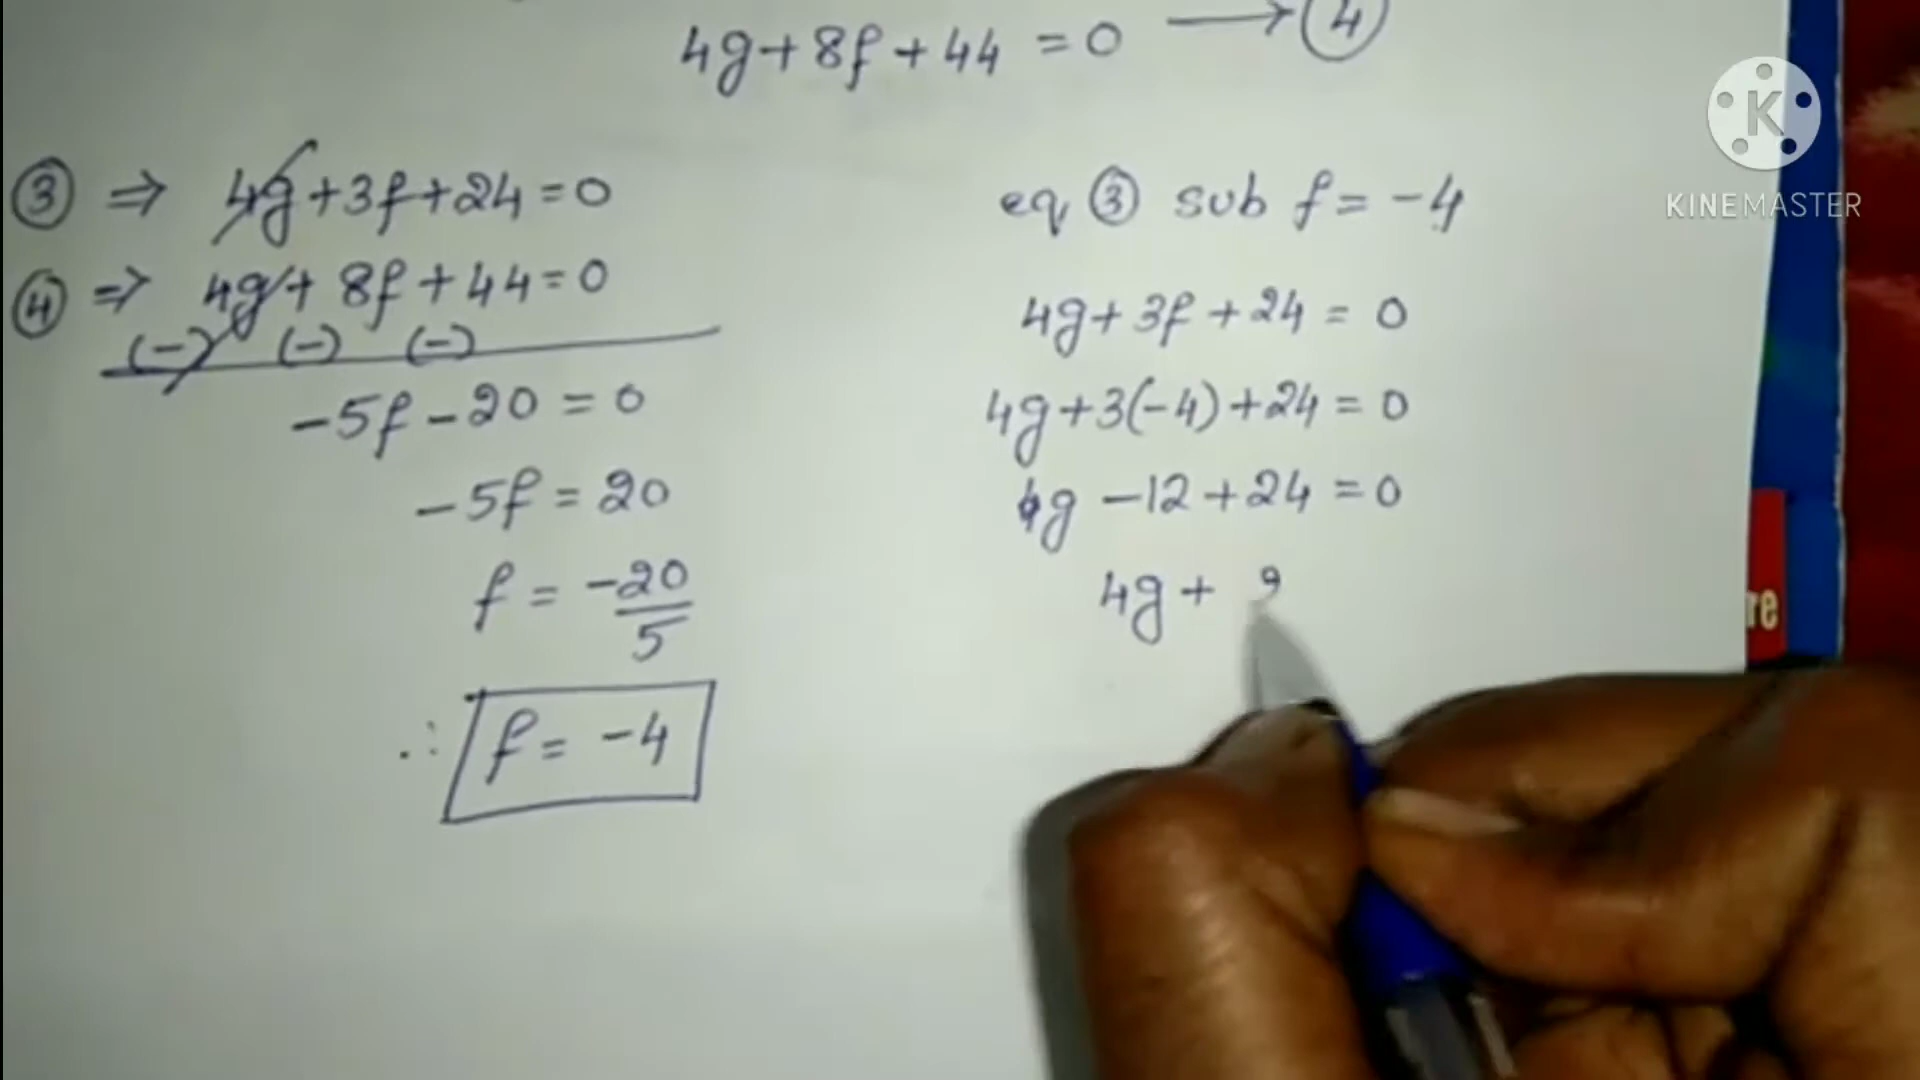 4g+8f+44 = 0 → ④
③ ⇒ 4g+3f+24=0
④ ⇒ 4g+8f+44=0
(-) (-) (-)
-5f-20=0
-5f=20
f = -20/5
∴ f = -4
eq ③ sub f = -4
4g+3f+24 = 0
4g+3(-4)+24 = 0
4g -12+24 = 0
4g +
K
KINEMASTER
re